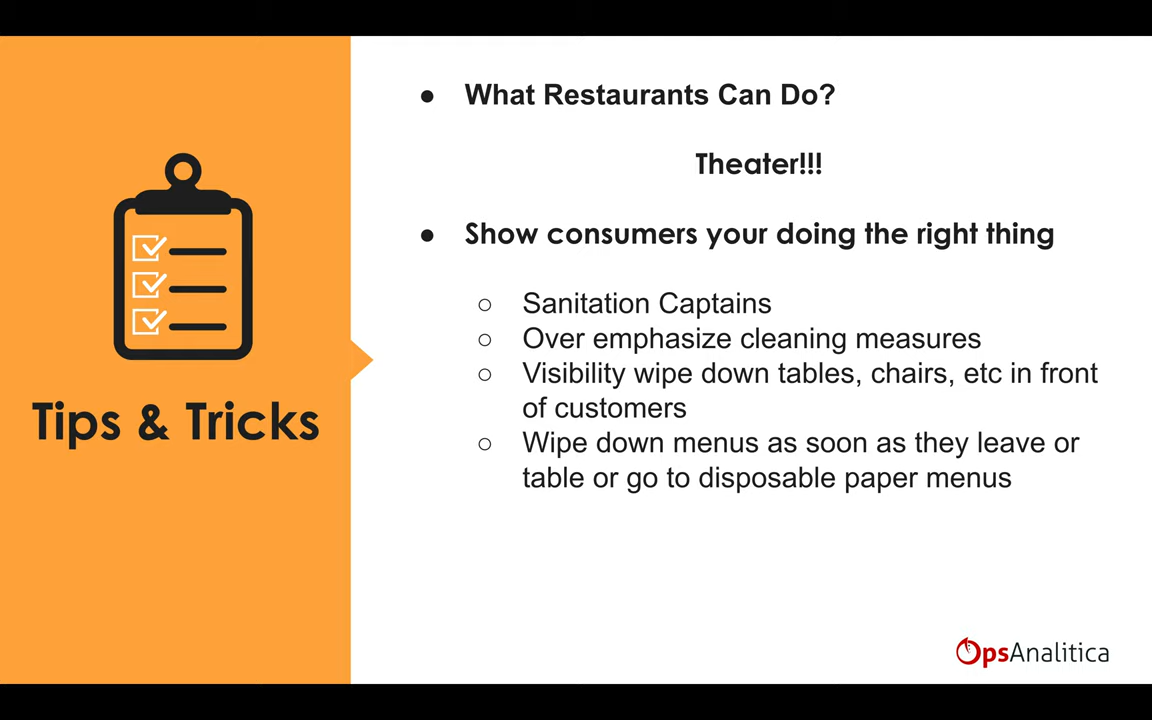 ● What Restaurants Can Do?
Theater!!!
● Show consumers your doing the right thing
○ Sanitation Captains
○ Over emphasize cleaning measures
○ Visibility wipe down tables, chairs, etc in front
of customers
○ Wipe down menus as soon as they leave or
table or go to disposable paper menus
Tips & Tricks
OpsAnalitica